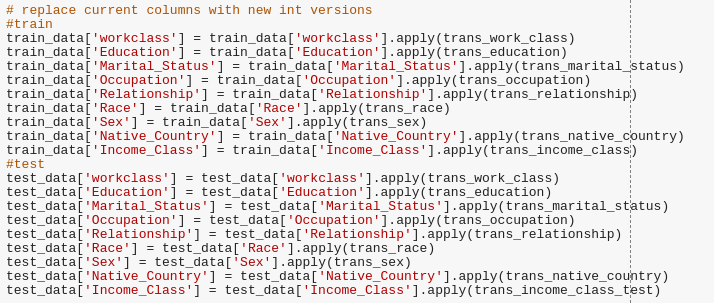 # replace current columns with new int versions
#train
train_data['workclass'] = train_data['workclass'].apply(trans_work_class)
train_data['Education'] = train_data['Education'].apply(trans_education)
train_data['Marital_Status'] = train_data['Marital_Status'].apply(trans_marital_status)
train_data['Occupation'] = train_data['Occupation'].apply(trans_occupation)
train_data['Relationship'] = train_data['Relationship'].apply(trans_relationship)
train_data['Race'] = train_data['Race'].apply(trans_race)
train_data['Sex'] = train_data['Sex'].apply(trans_sex)
train_data['Native_Country'] = train_data['Native_Country'].apply(trans_native_country)
train_data['Income_Class'] = train_data['Income_Class'].apply(trans_income_class)
#test
test_data['workclass'] = test_data['workclass'].apply(trans_work_class)
test_data['Education'] = test_data['Education'].apply(trans_education)
test_data['Marital_Status'] = test_data['Marital_Status'].apply(trans_marital_status)
test_data['Occupation'] = test_data['Occupation'].apply(trans_occupation)
test_data['Relationship'] = test_data['Relationship'].apply(trans_relationship)
test_data['Race'] = test_data['Race'].apply(trans_race)
test_data['Sex'] = test_data['Sex'].apply(trans_sex)
test_data['Native_Country'] = test_data['Native_Country'].apply(trans_native_country)
test_data['Income_Class'] = test_data['Income_Class'].apply(trans_income_class_test)